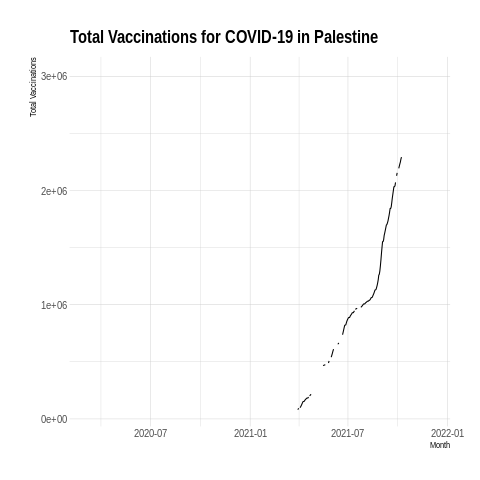 Total Vaccinations for COVID-19 in Palestine
Total Vaccinations
3e+06
2e+06
1e+06
0e+00
2020-07
2021-01
2021-07
2022-01
Month